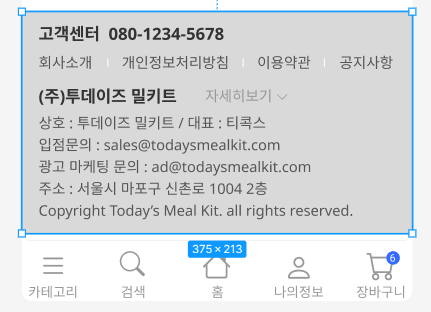 고객센터 080-1234-5678
회사소개 개인정보처리방침 이용약관 공지사항
(주)투데이즈 밀키트 자세히보기
상호 : 투데이즈 밀키트 / 대표 : 티콕스
입점문의 : sales@todaysmealkit.com
광고 마케팅 문의 : ad@todaysmealkit.com
주소 : 서울시 마포구 신촌로 1004 2층
Copyright Today’s Meal Kit. all rights reserved.
375 × 213
6
카테고리 검색 홈 나의정보 장바구니